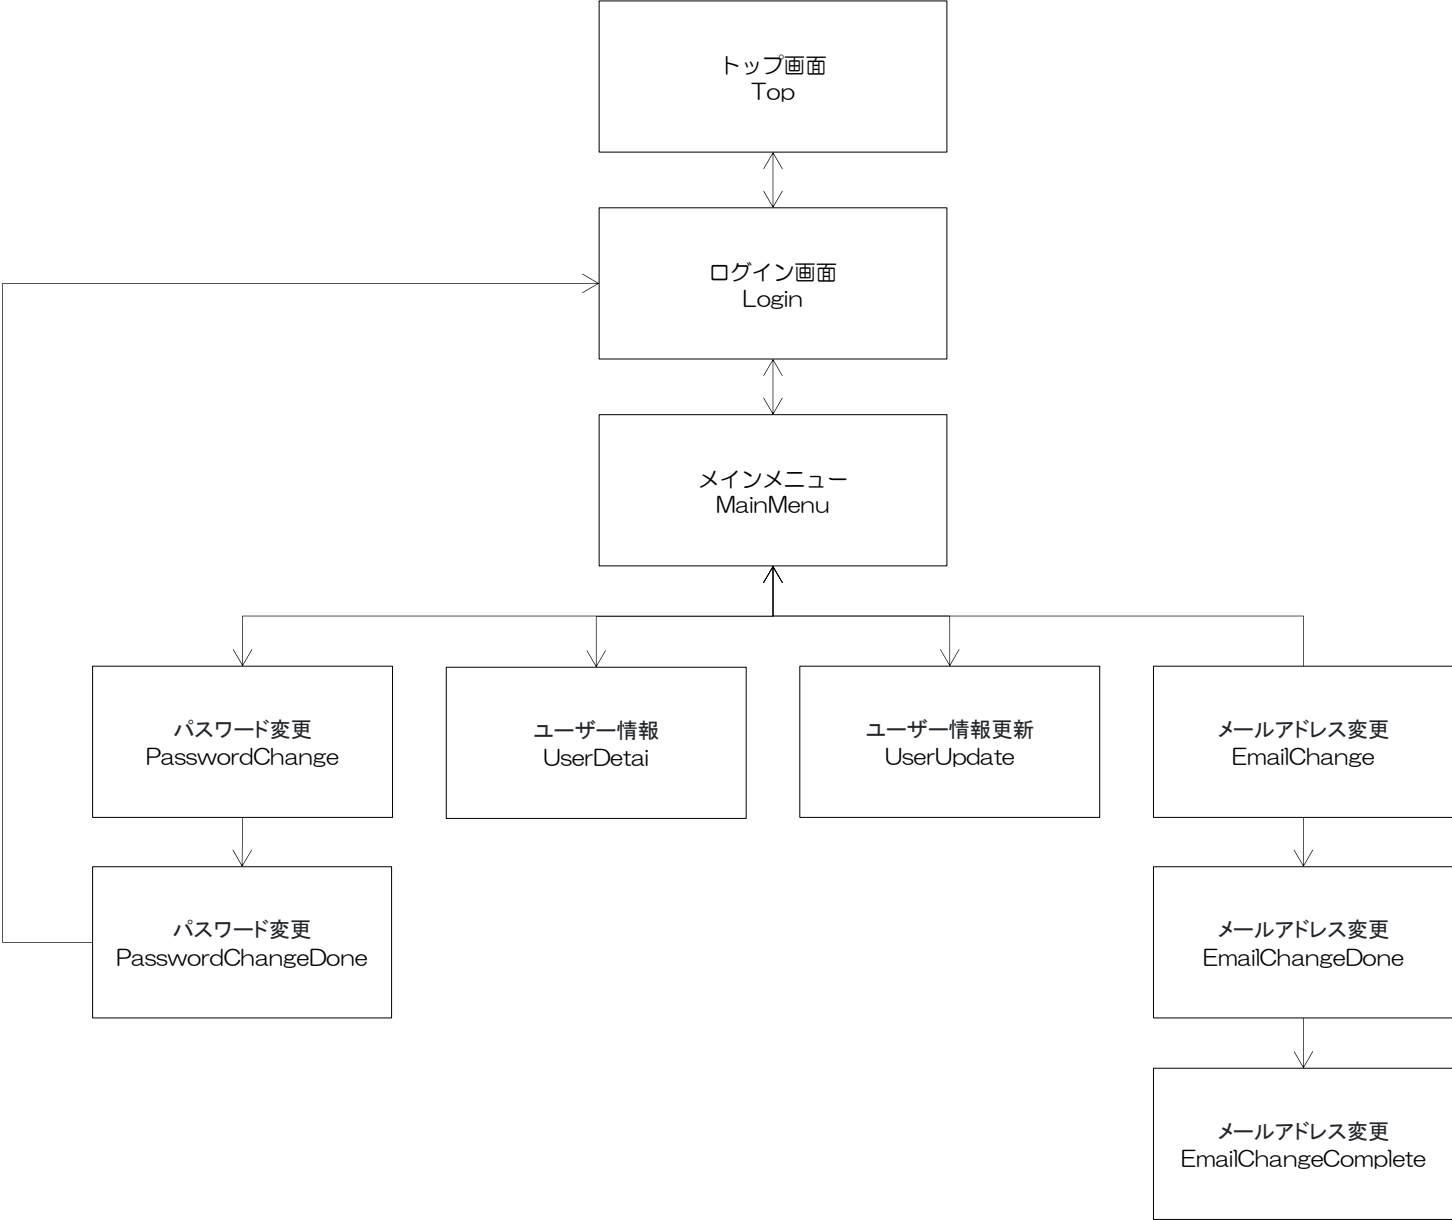 トップ画面
Top
ログイン画面
Login
メインメニュー
MainMenu
パスワード変更
PasswordChange
ユーザー情報
UserDetai
ユーザー情報更新
UserUpdate
メールアドレス変更
EmailChange
パスワード変更
PasswordChangeDone
メールアドレス変更
EmailChangeDone
メールアドレス変更
EmailChangeComplete